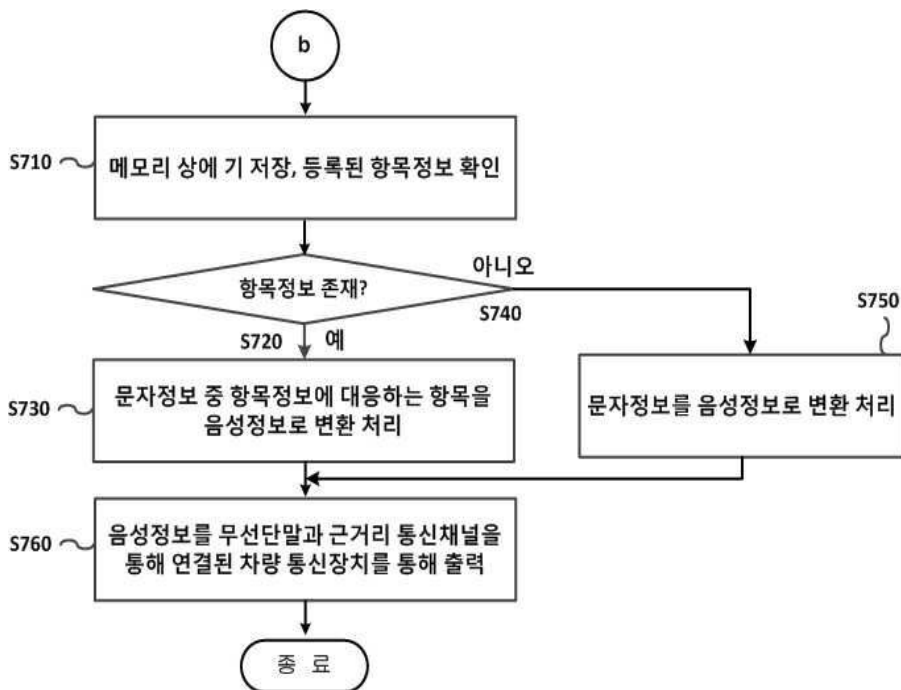 b
S710
메모리 상에 기 저장, 등록된 항목정보 확인
항목정보 존재?
아니오
S740
S720
예
S750
S730
문자정보 중 항목정보에 대응하는 항목을
음성정보로 변환 처리
문자정보를 음성정보로 변환 처리
S760
음성정보를 무선단말과 근거리 통신채널을
통해 연결된 차량 통신장치를 통해 출력
종 료